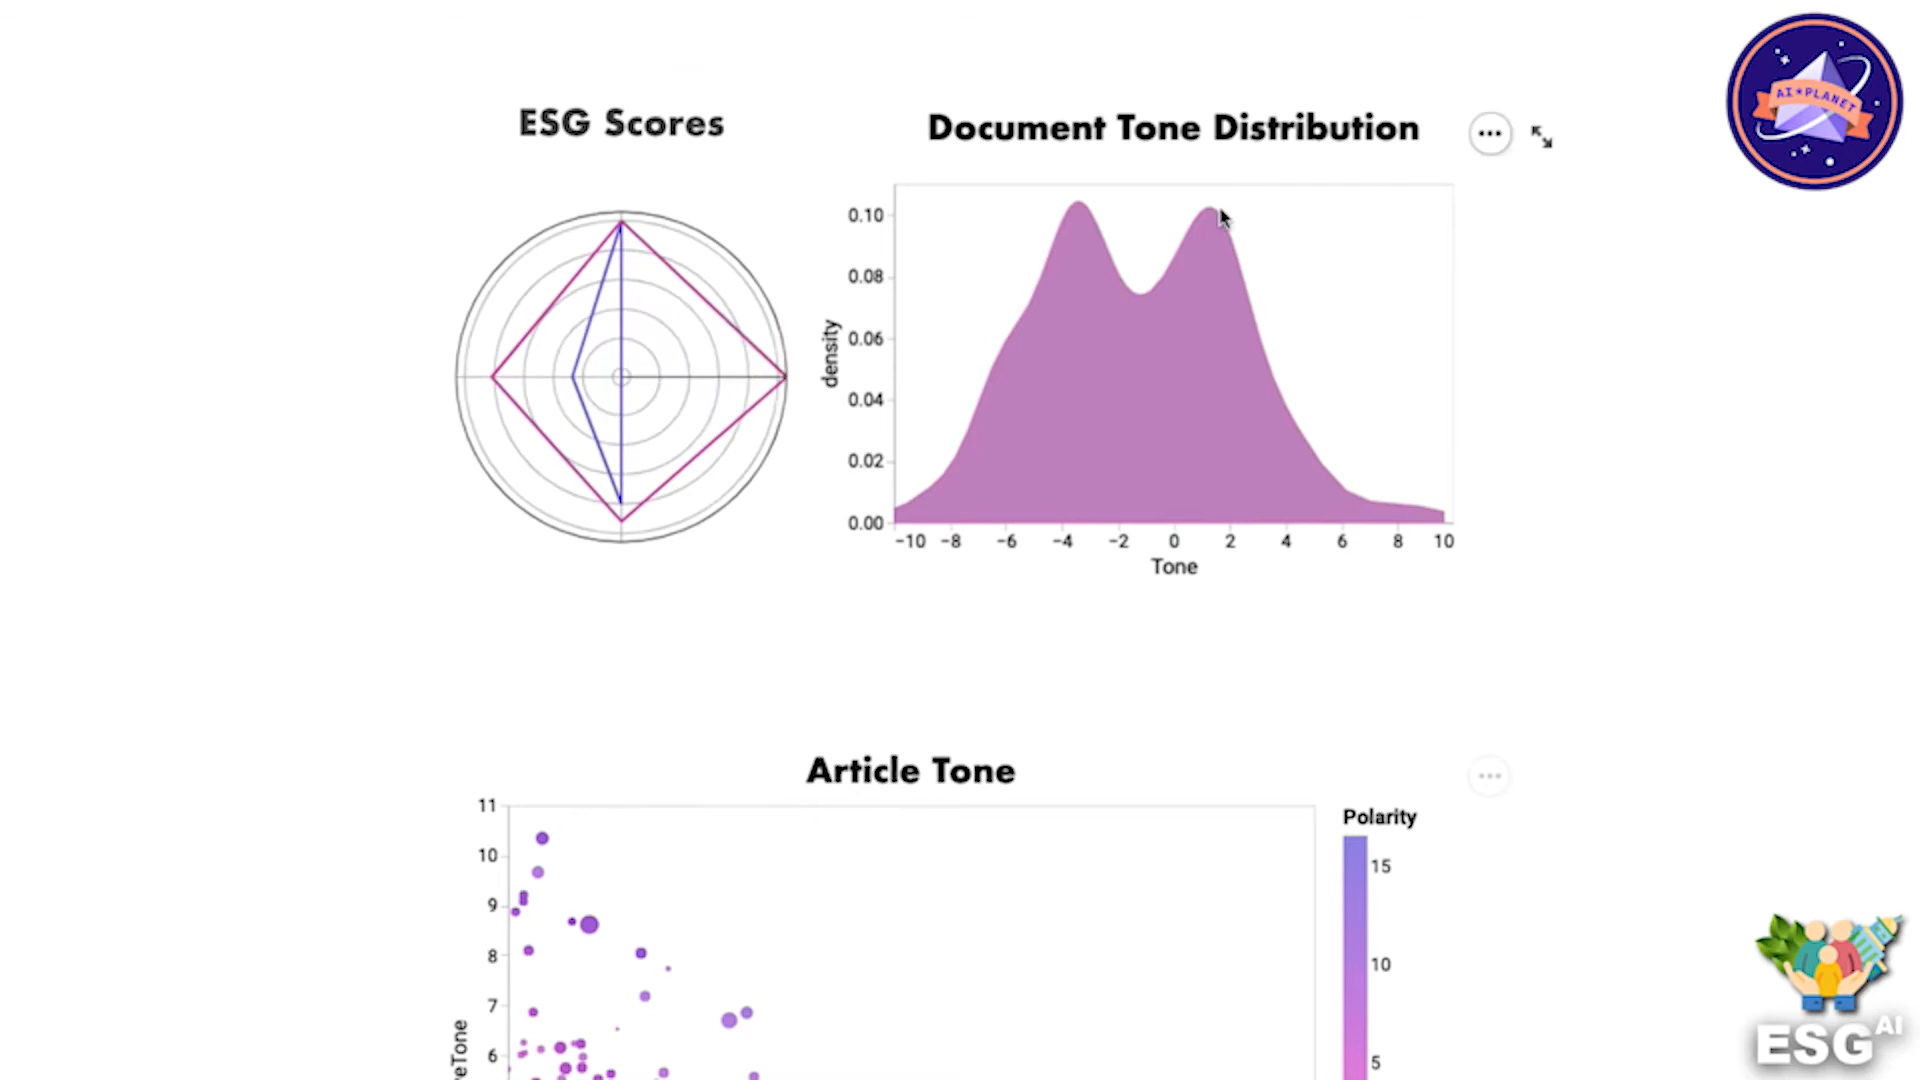 AI★PLANET
ESG Scores
Document Tone Distribution
0.10
0.08
0.06
0.04
0.02
0.00
density
−10 −8 −6 −4 −2 0 2 4 6 8 10
Tone
Article Tone
11
10
9
8
7
6
Polarity
15
10
5
ESG AI